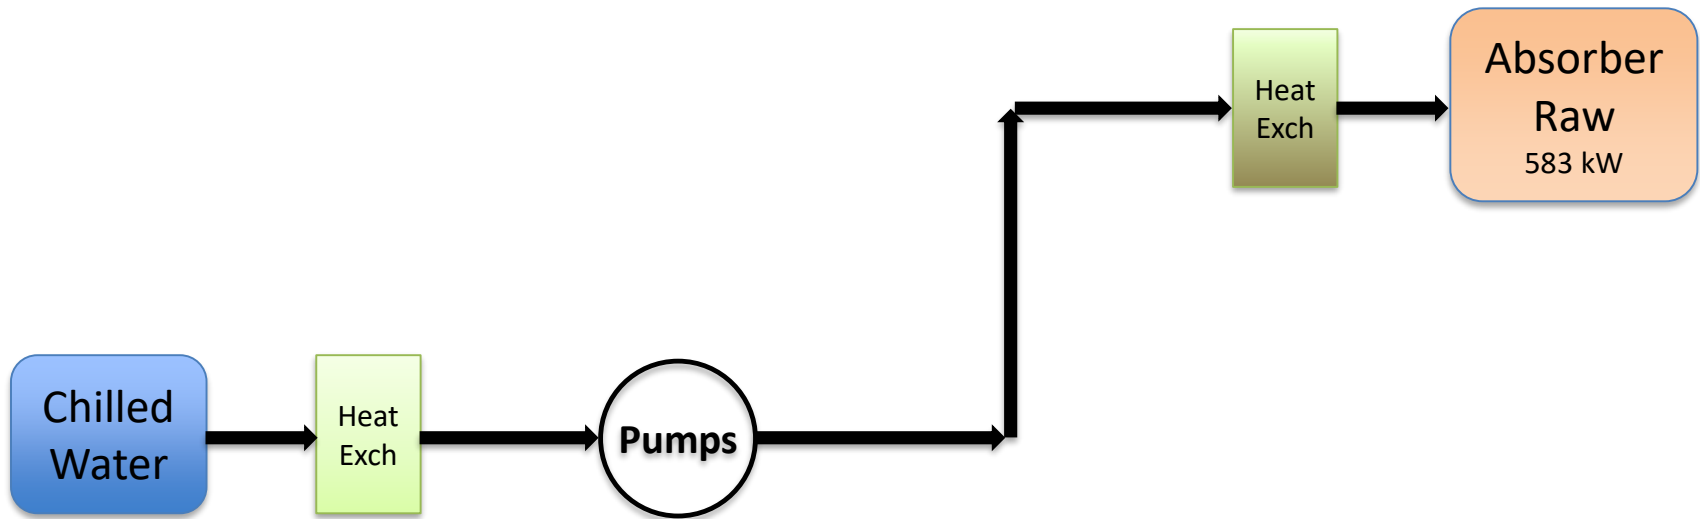 Chilled
Water
Heat
Exch
Pumps
Heat
Exch
Absorber
Raw
583 kW